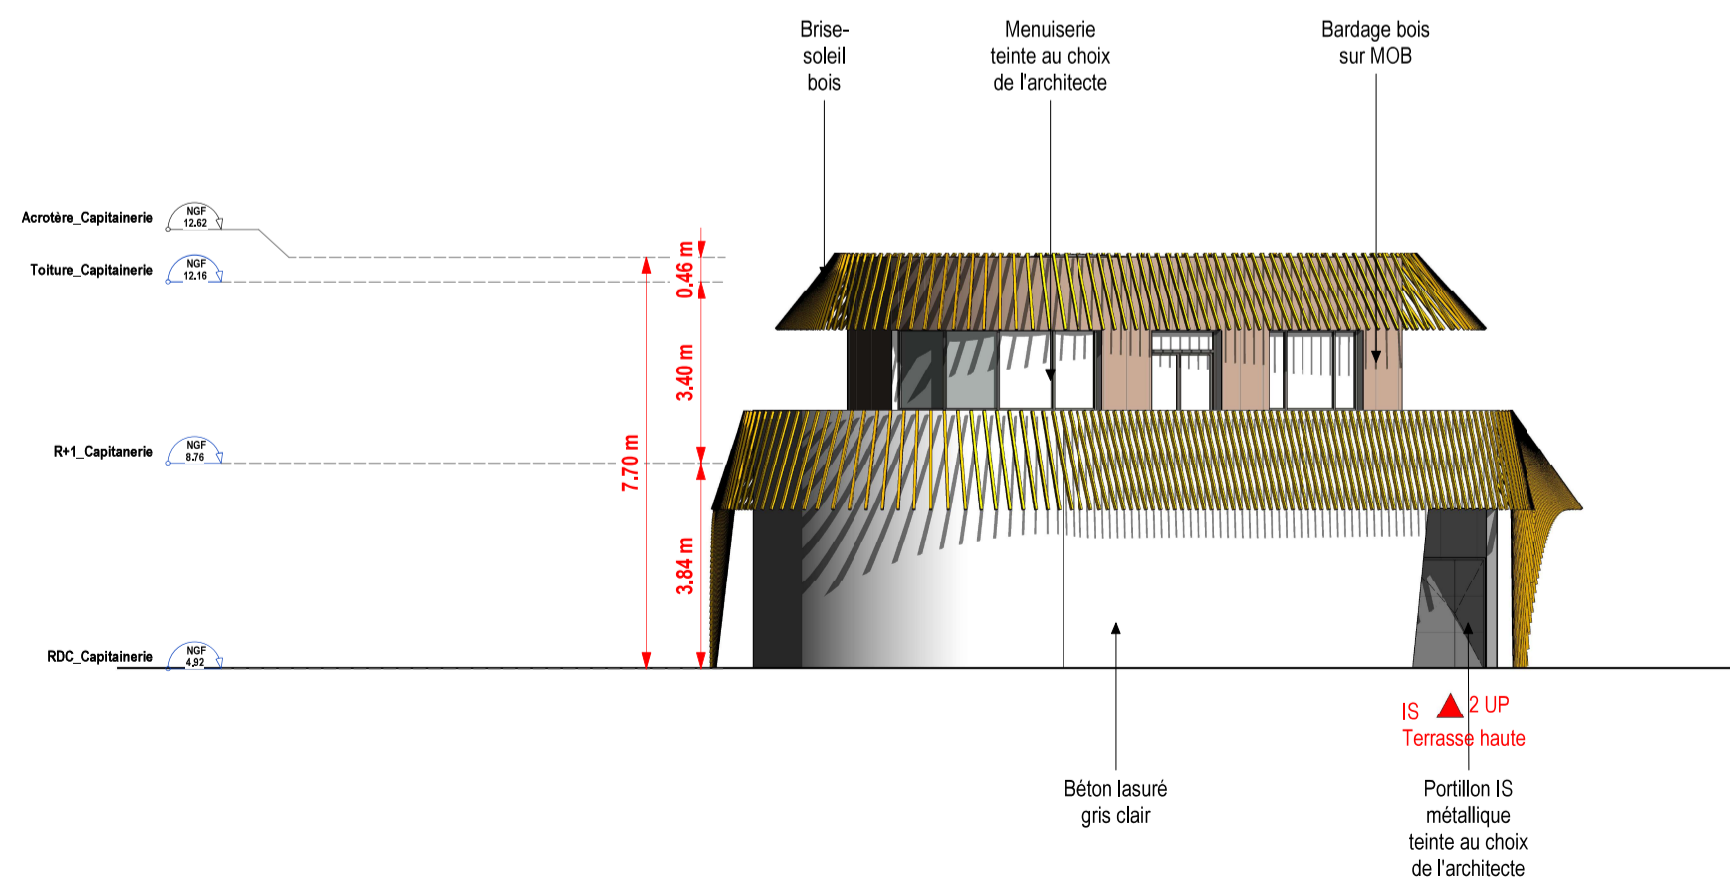 Brise-
soleil
bois
Menuiserie
teinte au choix
de l'architecte
Bardage bois
sur MOB
Acrotère_Capitainerie
NGF
12.62
Toiture_Capitainerie
NGF
12.16
0.46 m
3.40 m
R+1_Capitanerie
NGF
8.76
7.70 m
3.84 m
RDC_Capitainerie
NGF
4.92
IS
2 UP
Terrasse haute
Béton lasuré
gris clair
Portillon IS
métallique
teinte au choix
de l'architecte